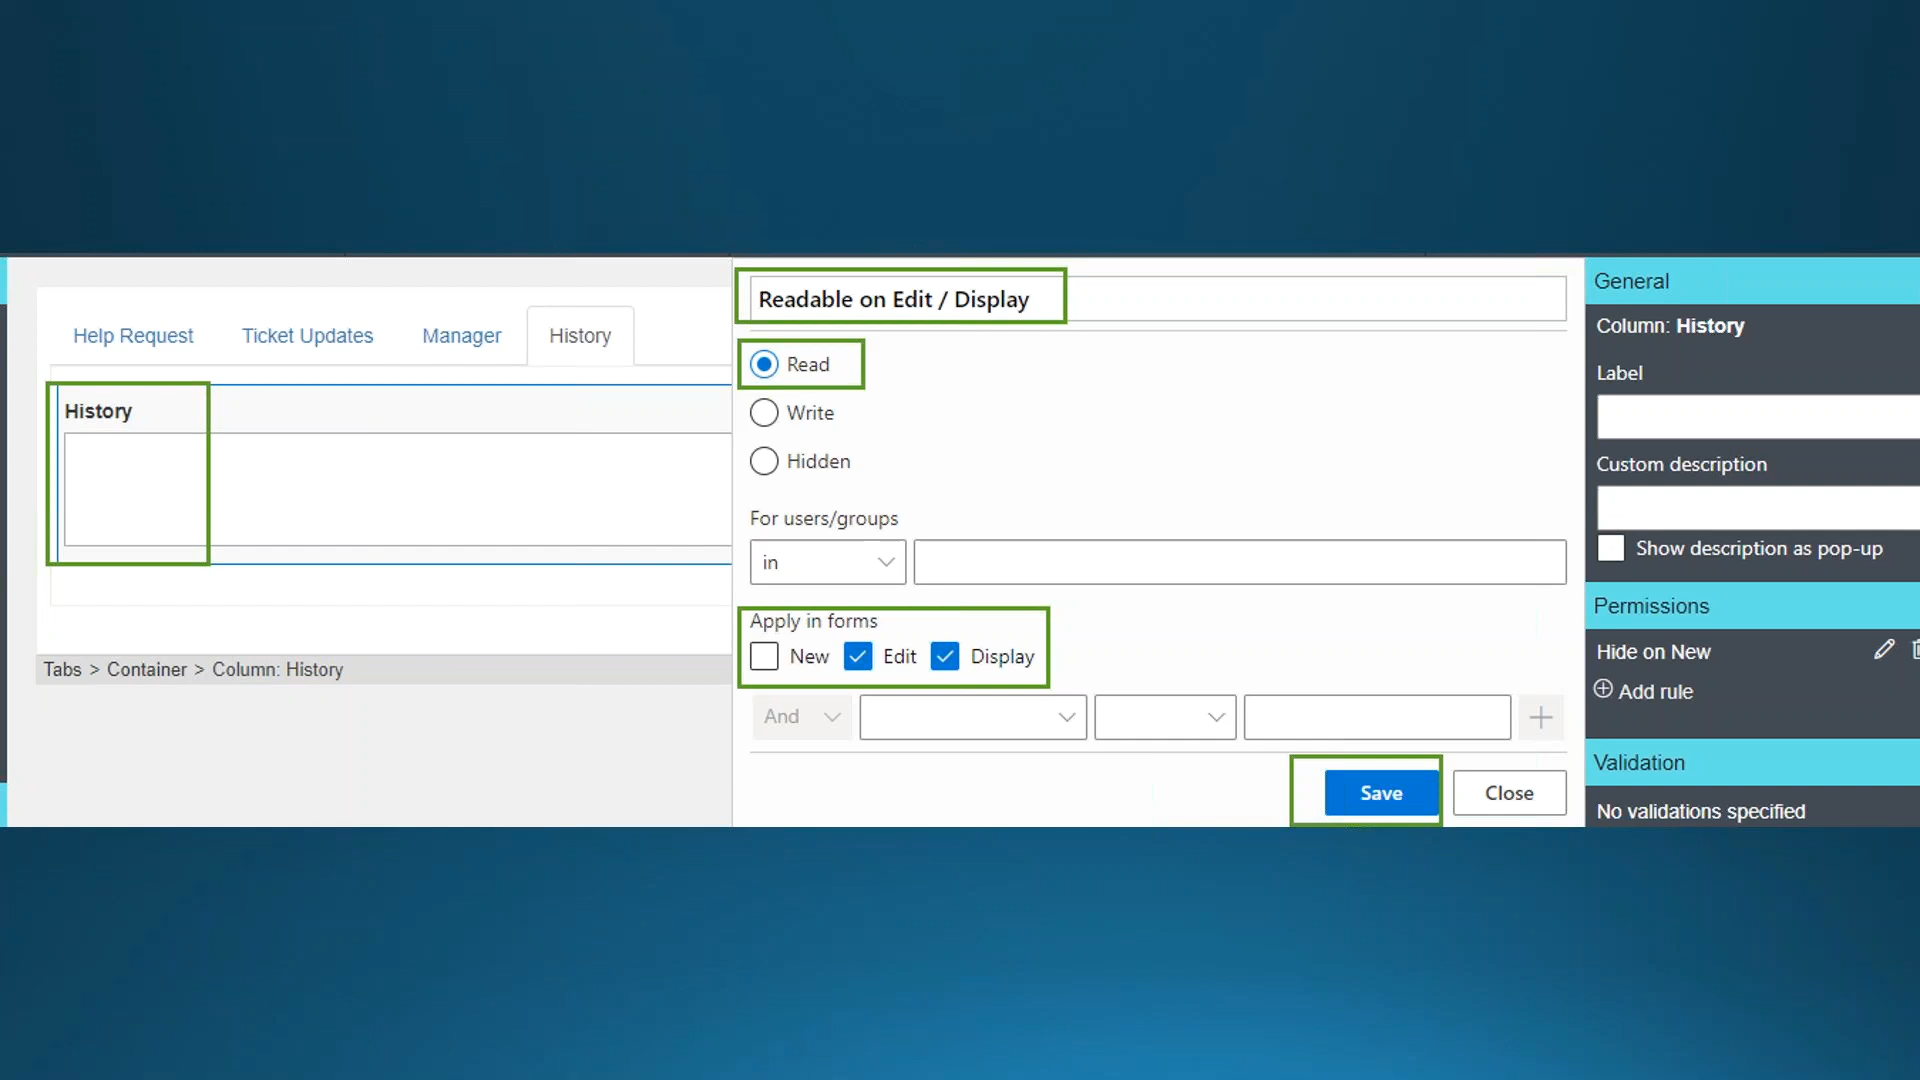 Help Request
Ticket Updates
Manager
History
History
Tabs > Container > Column: History
Readable on Edit / Display
Read
Write
Hidden
For users/groups
in
Apply in forms
New Edit Display
And
Save
Close
General
Column: History
Label
Custom description
Show description as pop-up
Permissions
Hide on New
Add rule
Validation
No validations specified